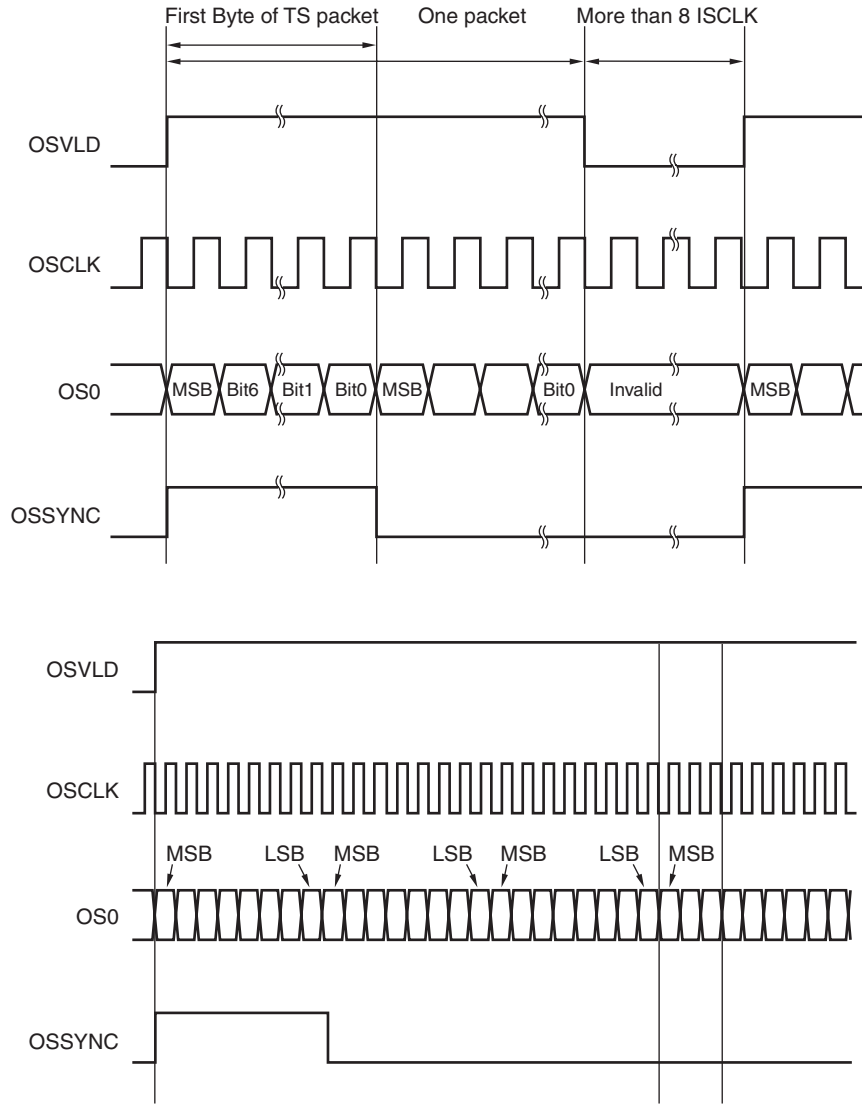 First Byte of TS packet One packet More than 8 ISCLK
OSVLD
OSCLK
OS0 MSB Bit6 Bit1 Bit0 MSB Bit0 Invalid MSB
OSSYNC
OSVLD
OSCLK
MSB LSB MSB LSB MSB LSB MSB
OS0
OSSYNC